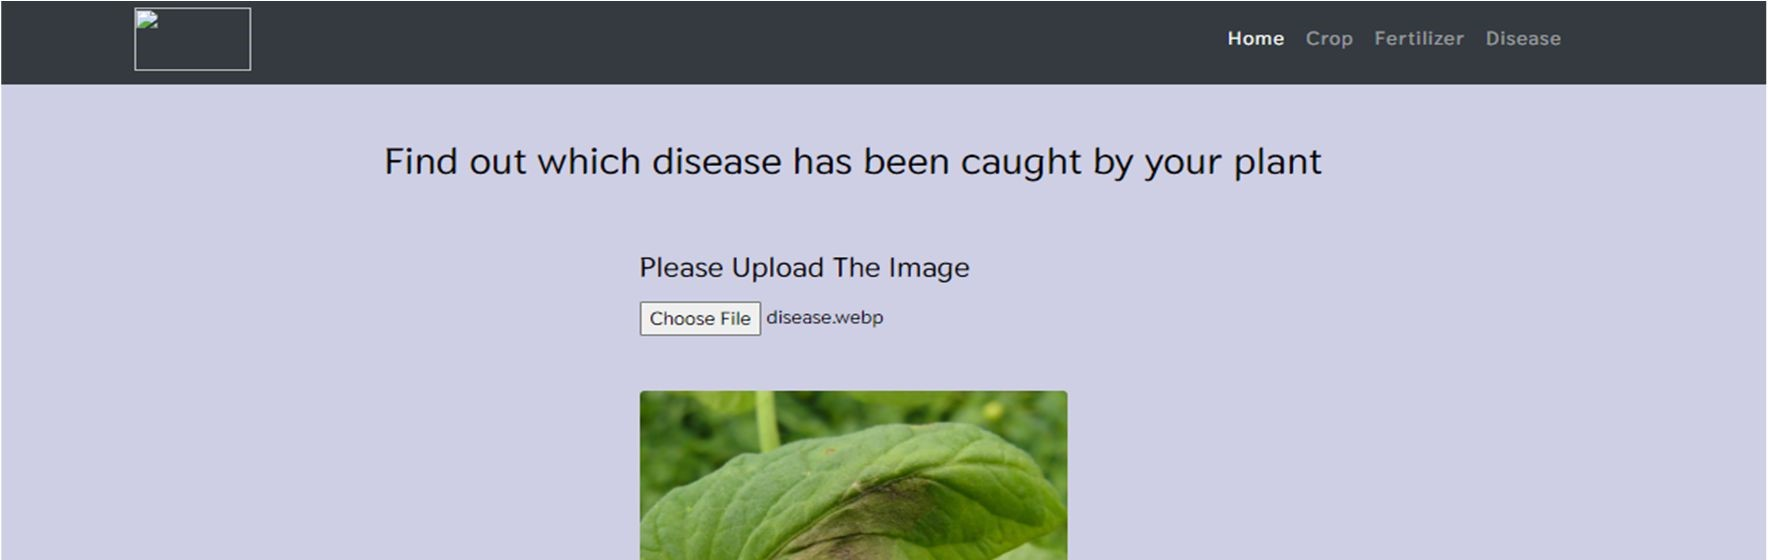 Home Crop Fertilizer Disease
Find out which disease has been caught by your plant
Please Upload The Image
Choose File disease.webp